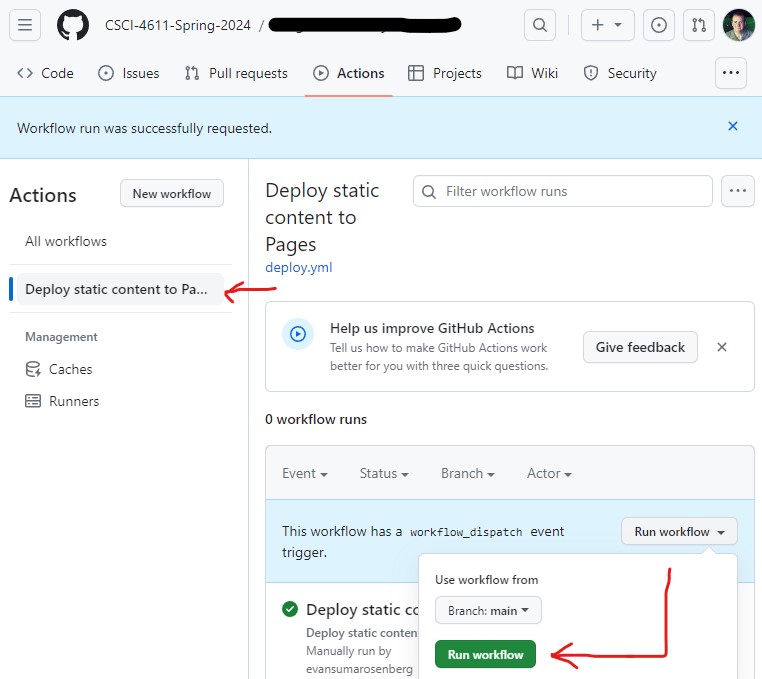 CSCI-4611-Spring-2024 /
Code Issues Pull requests Actions Projects Wiki Security
Workflow run was successfully requested.
Actions
New workflow
All workflows
Deploy static content to Pa...
Management
Caches
Runners
Deploy static
content to
Pages
deploy.yml
Filter workflow runs
Help us improve GitHub Actions
Tell us how to make GitHub Actions work
better for you with three quick questions.
Give feedback
0 workflow runs
Event Status Branch Actor
This workflow has a workflow_dispatch event
trigger.
Run workflow
Use workflow from
Branch: main
Run workflow
Deploy static co
Deploy static conten
Manually run by
evansumarosenberg